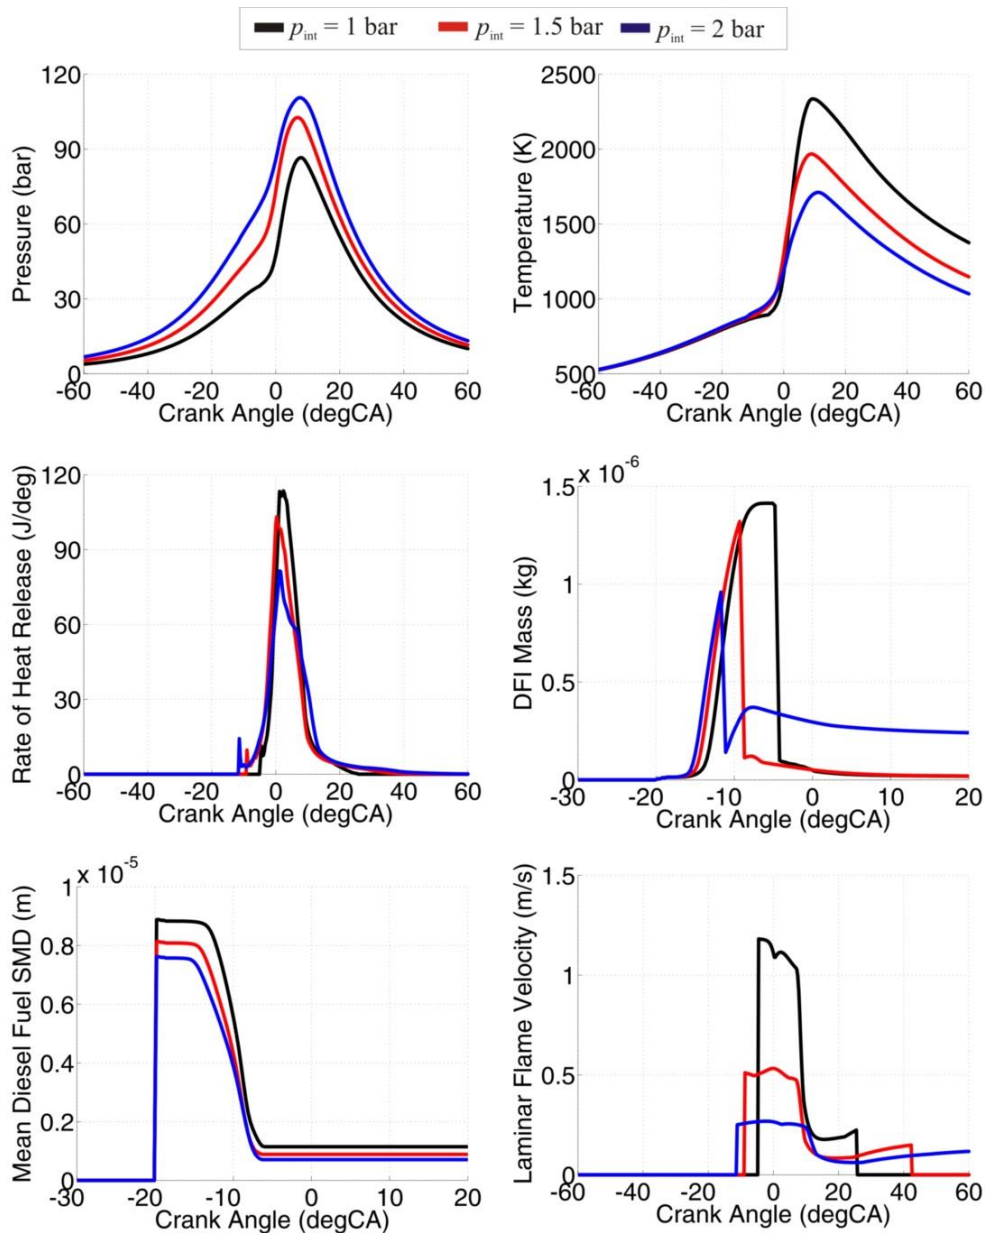 p_int = 1 bar p_int = 1.5 bar p_int = 2 bar
120
90
60
30
0
Pressure (bar)
-60 -40 -20 0 20 40 60
Crank Angle (degCA)
2500
2000
1500
1000
500
Temperature (K)
-60 -40 -20 0 20 40 60
Crank Angle (degCA)
120
90
60
30
0
Rate of Heat Release (J/deg)
-60 -40 -20 0 20 40 60
Crank Angle (degCA)
x 10^-6
1.5
1
0.5
0
DFI Mass (kg)
-30 -20 -10 0 10 20
Crank Angle (degCA)
x 10^-5
1
0.8
0.6
0.4
0.2
0
Mean Diesel Fuel SMD (m)
-30 -20 -10 0 10 20
Crank Angle (degCA)
1.5
1
0.5
0
Laminar Flame Velocity (m/s)
-60 -40 -20 0 20 40 60
Crank Angle (degCA)